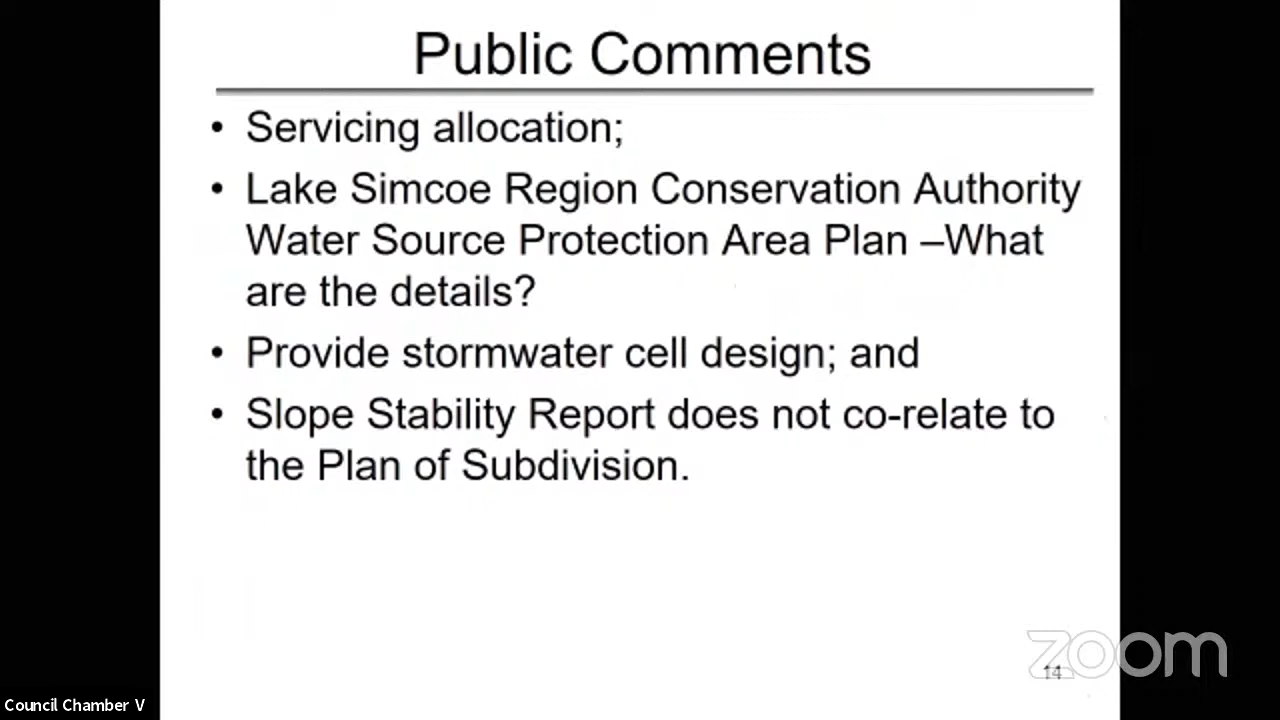 Public Comments
• Servicing allocation;
• Lake Simcoe Region Conservation Authority
Water Source Protection Area Plan –What
are the details?
• Provide stormwater cell design; and
• Slope Stability Report does not co-relate to
the Plan of Subdivision.
zoom
14
Council Chamber V